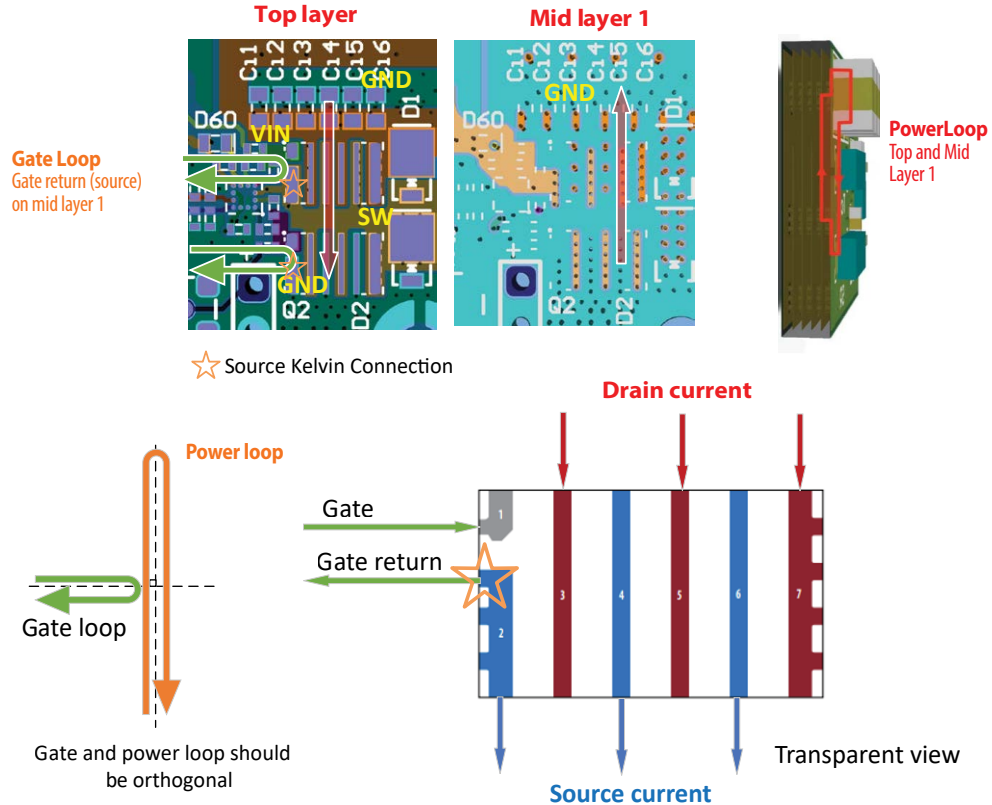 Top layer
Mid layer 1
C11
C12
C13
C14
C15
C16
GND
D60
D1
VIN
SW
GND
Q2
D2
C11
C12
C13
C14
C15
C16
GND
D60
D1
D2
PowerLoop
Top and Mid
Layer 1
Gate Loop
Gate return (source)
on mid layer 1
Source Kelvin Connection
Drain current
Power loop
Gate
Gate return
Gate loop
1
2
3
4
5
6
7
Gate and power loop should
be orthogonal
Transparent view
Source current